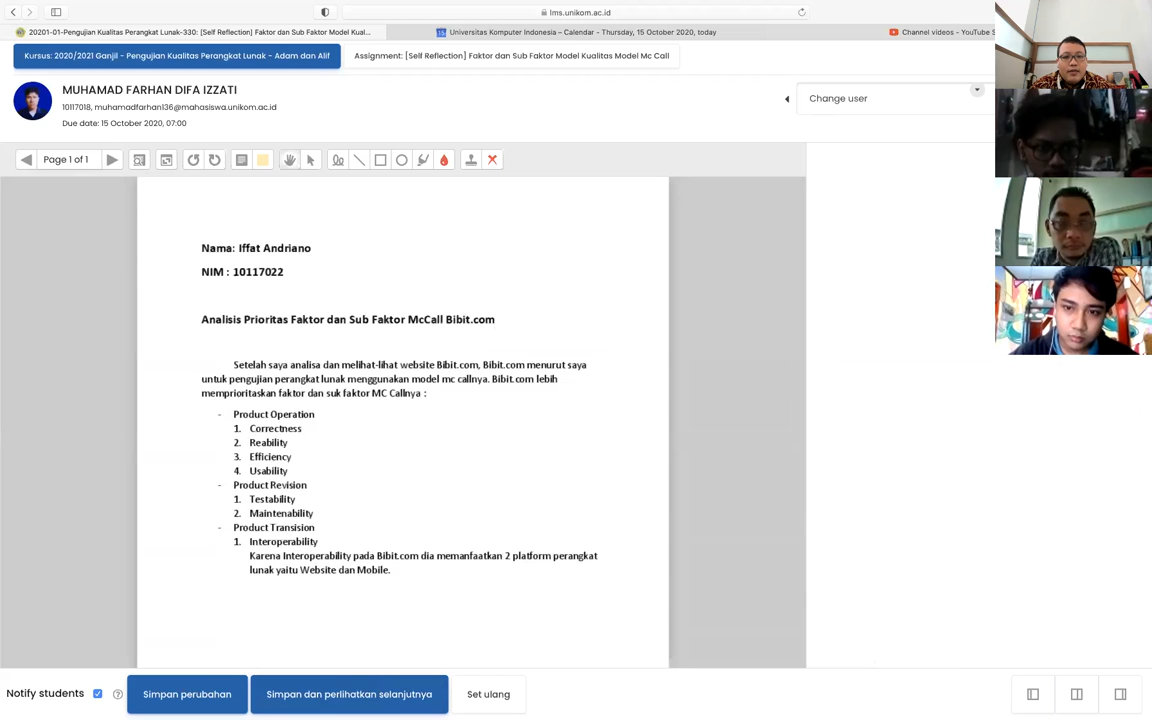 lms.unikom.ac.id
20201-01-Pengujian Kualitas Perangkat Lunak-330: [Self Reflection] Faktor dan Sub Faktor Model Kual...
15 Universitas Komputer Indonesia – Calendar - Thursday, 15 October 2020, today
Channel videos - YouTube S
Kursus: 2020/2021 Ganjil - Pengujian Kualitas Perangkat Lunak - Adam dan Alif
Assignment: [Self Reflection] Faktor dan Sub Faktor Model Kualitas Model Mc Call
MUHAMAD FARHAN DIFA IZZATI
10117018, muhamadfarhan136@mahasiswa.unikom.ac.id
Due date: 15 October 2020, 07:00
Change user
Page 1 of 1
Nama: Iffat Andriano
NIM : 10117022
Analisis Prioritas Faktor dan Sub Faktor McCall Bibit.com
Setelah saya analisa dan melihat-lihat website Bibit.com, Bibit.com menurut saya
untuk pengujian perangkat lunak menggunakan model mc callnya. Bibit.com lebih
memprioritaskan faktor dan suk faktor MC Callnya :
- Product Operation
1. Correctness
2. Reability
3. Efficiency
4. Usability
- Product Revision
1. Testability
2. Maintenability
- Product Transision
1. Interoperability
Karena Interoperability pada Bibit.com dia memanfaatkan 2 platform perangkat
lunak yaitu Website dan Mobile.
Notify students
Simpan perubahan
Simpan dan perlihatkan selanjutnya
Set ulang